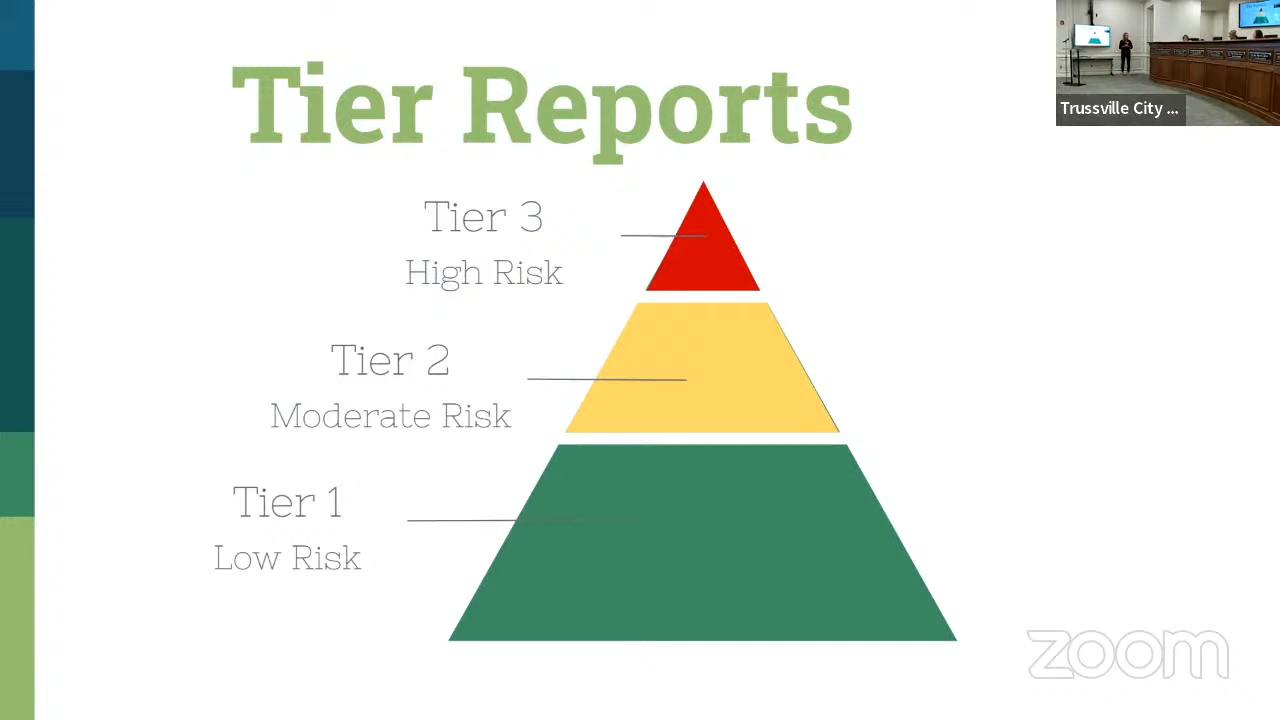 Tier Reports
Trussville City ...
Tier 3
High Risk
Tier 2
Moderate Risk
Tier 1
Low Risk
zoom